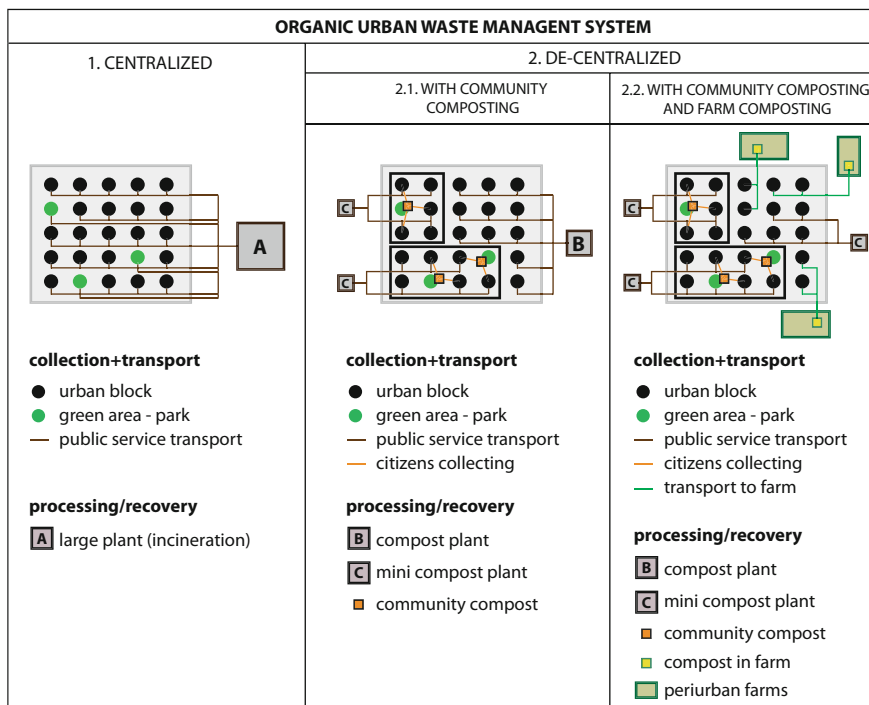 ORGANIC URBAN WASTE MANAGENT SYSTEM
1. CENTRALIZED
2. DE-CENTRALIZED
2.1. WITH COMMUNITY
COMPOSTING
2.2. WITH COMMUNITY COMPOSTING
AND FARM COMPOSTING
A
C
C
B
C
C
C
collection+transport
urban block
green area - park
public service transport
processing/recovery
A large plant (incineration)
collection+transport
urban block
green area - park
public service transport
citizens collecting
processing/recovery
B compost plant
C mini compost plant
community compost
collection+transport
urban block
green area - park
public service transport
citizens collecting
transport to farm
processing/recovery
B compost plant
C mini compost plant
community compost
compost in farm
periurban farms